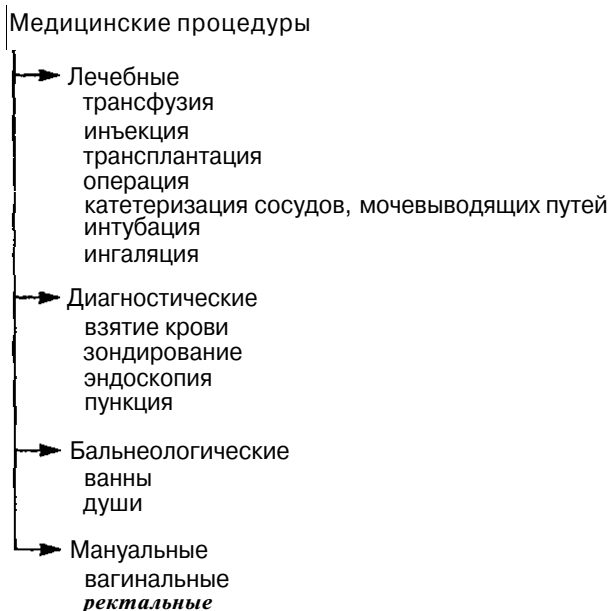 Медицинские процедуры
Лечебные
трансфузия
инъекция
трансплантация
операция
катетеризация сосудов, мочевыводящих путей
интубация
ингаляция
Диагностические
взятие крови
зондирование
эндоскопия
пункция
Бальнеологические
ванны
души
Мануальные
вагинальные
ректальные